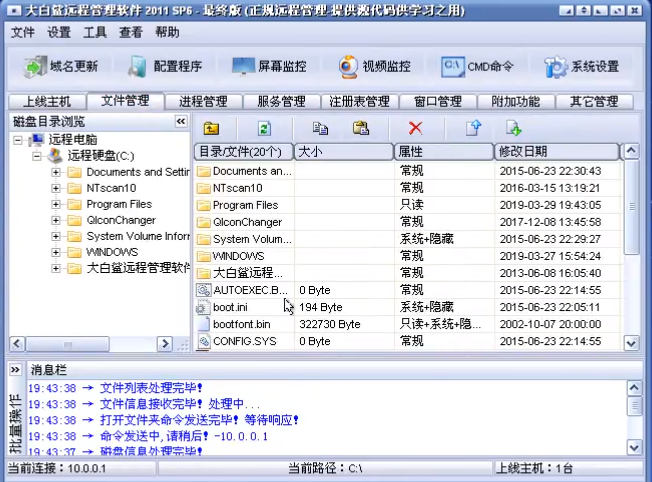 大白鲨远程管理软件 2011 SP6 - 最终版 (正规远程管理-提供源代码供学习之用)
文件 设置 工具 查看 帮助
域名更新 配置程序 屏幕监控 视频监控 CMD命令 系统设置
上线主机 文件管理 进程管理 服务管理 注册表管理 窗口管理 附加功能 其它管理
磁盘目录浏览
远程电脑
远程硬盘(C:)
Documents and Settir
NTscan10
Program Files
QIconChanger
System Volume Inforr
WINDOWS
大白鲨远程管理软件
目录/文件(20个) 大小 属性 修改日期
Documents an... 常规 2015-06-23 22:30:43
NTscan10 常规 2016-03-15 13:19:21
Program Files 只读 2019-03-29 19:43:05
QIconChanger 常规 2017-12-08 13:45:58
System Volum... 系统+隐藏 2015-06-23 22:29:27
WINDOWS 常规 2019-03-27 15:54:24
大白鲨远程... 常规 2013-06-08 16:05:40
AUTOEXEC.B... 0 Byte 常规 2015-06-23 22:14:55
boot.ini 194 Byte 系统+隐藏 2015-06-23 22:05:11
bootfont.bin 322730 Byte 只读+系统+隐... 2002-10-07 20:00:00
CONFIG.SYS 0 Byte 常规 2015-06-23 22:14:55
批量操作
消息栏
19:43:38 → 文件列表处理完毕!
19:43:38 → 文件信息接收完毕! 处理中...
19:43:38 → 打开文件夹命令发送完毕! 等待响应!
19:43:38 → 命令发送中,请稍后! -10.0.0.1
19:43:37 → 磁盘信息处理完毕!
当前连接：10.0.0.1 当前路径：C:\ 上线主机：1台